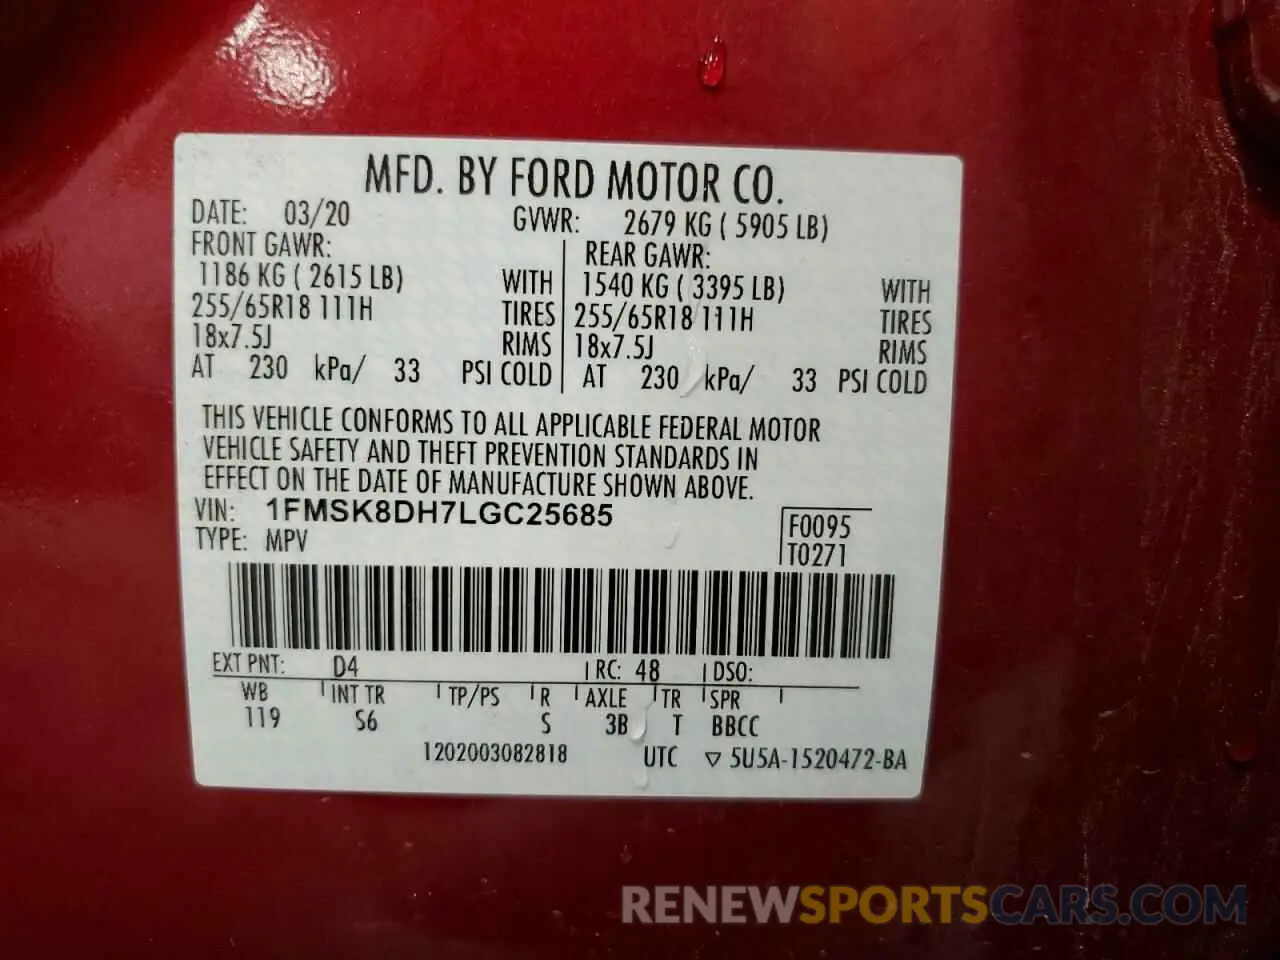 MFD. BY FORD MOTOR CO.
DATE: 03/20 GVWR: 2679 KG ( 5905 LB)
FRONT GAWR: REAR GAWR:
1186 KG ( 2615 LB) WITH 1540 KG ( 3395 LB) WITH
255/65R18 111H TIRES 255/65R18 111H TIRES
18x7.5J RIMS 18x7.5J RIMS
AT 230 kPa/ 33 PSI COLD AT 230 kPa/ 33 PSI COLD
THIS VEHICLE CONFORMS TO ALL APPLICABLE FEDERAL MOTOR
VEHICLE SAFETY AND THEFT PREVENTION STANDARDS IN
EFFECT ON THE DATE OF MANUFACTURE SHOWN ABOVE.
VIN: 1FMSK8DH7LGC25685 F0095
TYPE: MPV T0271
EXT PNT: D4 RC: 48 DSO:
WB INT TR TP/PS R AXLE TR SPR
119 S6 S 3B T BBCC
1202003082818 UTC ▽ 5U5A-1520472-BA
RENEWSPORTSCARS.COM